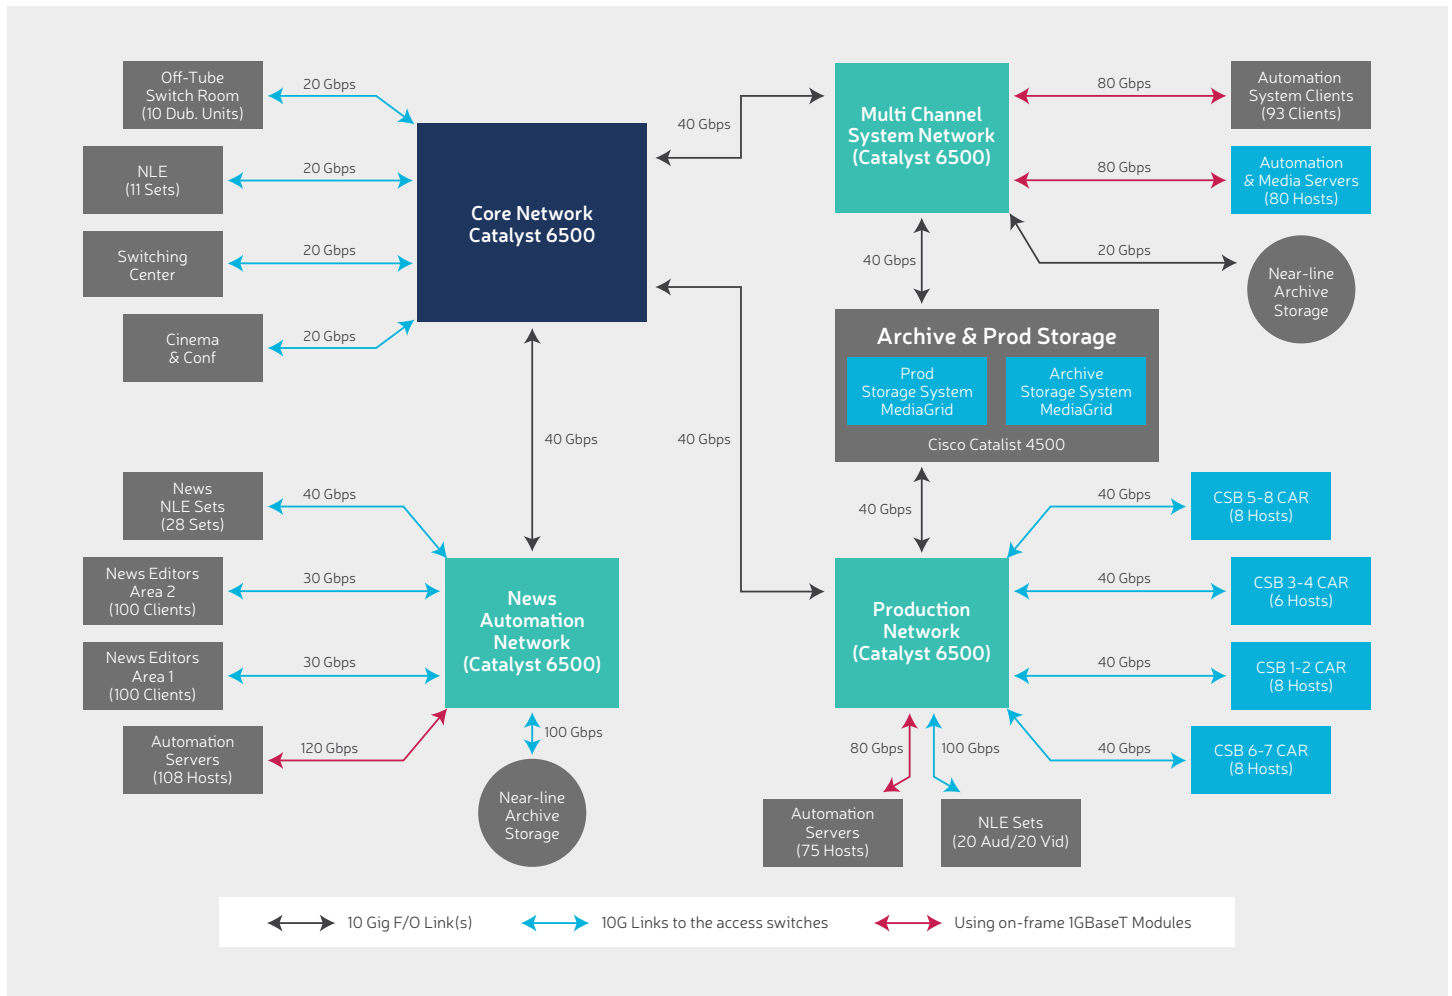 Off-Tube
Switch Room
(10 Dub. Units)
20 Gbps
NLE
(11 Sets)
20 Gbps
Switching
Center
20 Gbps
Cinema
& Conf
20 Gbps
Core Network
Catalyst 6500
40 Gbps
40 Gbps
40 Gbps
Multi Channel
System Network
(Catalyst 6500)
80 Gbps
Automation
System Clients
(93 Clients)
80 Gbps
Automation
& Media Servers
(80 Hosts)
20 Gbps
Near-line
Archive
Storage
40 Gbps
Archive & Prod Storage
Prod
Storage System
MediaGrid
Archive
Storage System
MediaGrid
Cisco Catalist 4500
40 Gbps
News
NLE Sets
(28 Sets)
40 Gbps
News Editors
Area 2
(100 Clients)
30 Gbps
News Editors
Area 1
(100 Clients)
30 Gbps
Automation
Servers
(108 Hosts)
120 Gbps
News
Automation
Network
(Catalyst 6500)
100 Gbps
Near-line
Archive
Storage
Production
Network
(Catalyst 6500)
40 Gbps
CSB 5-8 CAR
(8 Hosts)
40 Gbps
CSB 3-4 CAR
(6 Hosts)
40 Gbps
CSB 1-2 CAR
(8 Hosts)
40 Gbps
CSB 6-7 CAR
(8 Hosts)
80 Gbps
100 Gbps
Automation
Servers
(75 Hosts)
NLE Sets
(20 Aud/20 Vid)
10 Gig F/O Link(s)
10G Links to the access switches
Using on-frame 1GBaseT Modules